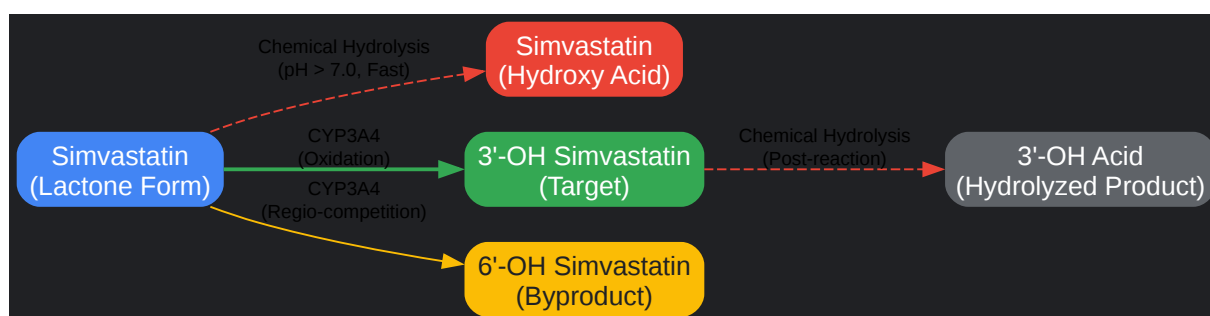 Chemical Hydrolysis
(pH > 7.0, Fast)
Simvastatin
(Hydroxy Acid)
Simvastatin
(Lactone Form)
CYP3A4
(Oxidation)
CYP3A4
(Regio-competition)
3'-OH Simvastatin
(Target)
Chemical Hydrolysis
(Post-reaction)
3'-OH Acid
(Hydrolyzed Product)
6'-OH Simvastatin
(Byproduct)